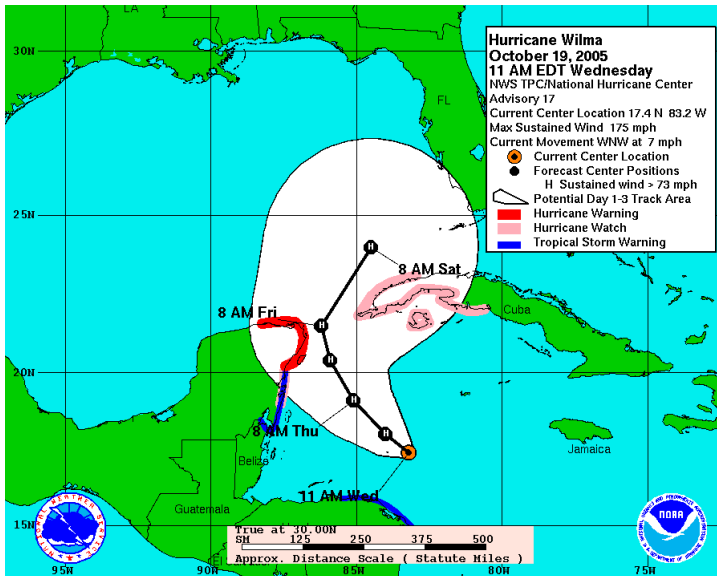 LA
30N
FL
Hurricane Wilma
October 19, 2005
11 AM EDT Wednesday
NWS TPC/National Hurricane Center
Advisory 17
Current Center Location 17.4 N 83.2 W
Max Sustained Wind 175 mph
Current Movement WNW at 7 mph
Current Center Location
Forecast Center Positions
H Sustained wind > 73 mph
Potential Day 1-3 Track Area
Hurricane Warning
Hurricane Watch
Tropical Storm Warning
25N
H
8 AM Sat
Cuba
8 AM Fri
H
H
20N
H
8 AM Thu
H
Jamaica
Belize
11 AM Wed
Guatemala
NATIONAL WEATHER SERVICE
NOAA
15N
True at 30.00N
SM 125 250 375 500
Approx. Distance Scale ( Statute Miles )
95W 90W 85W 80W 75W